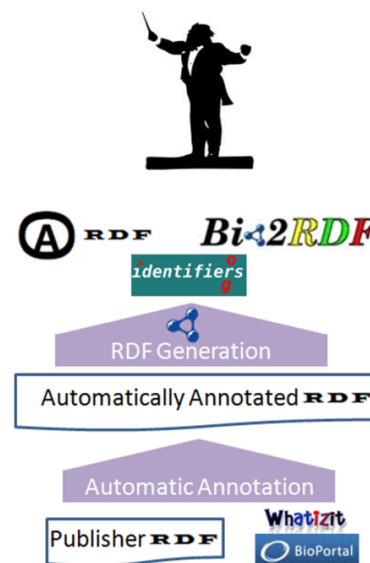 A RDF Bio2RDF
identifiers.org
RDF Generation
Automatically Annotated RDF
Automatic Annotation
Publisher RDF Whatizit
BioPortal